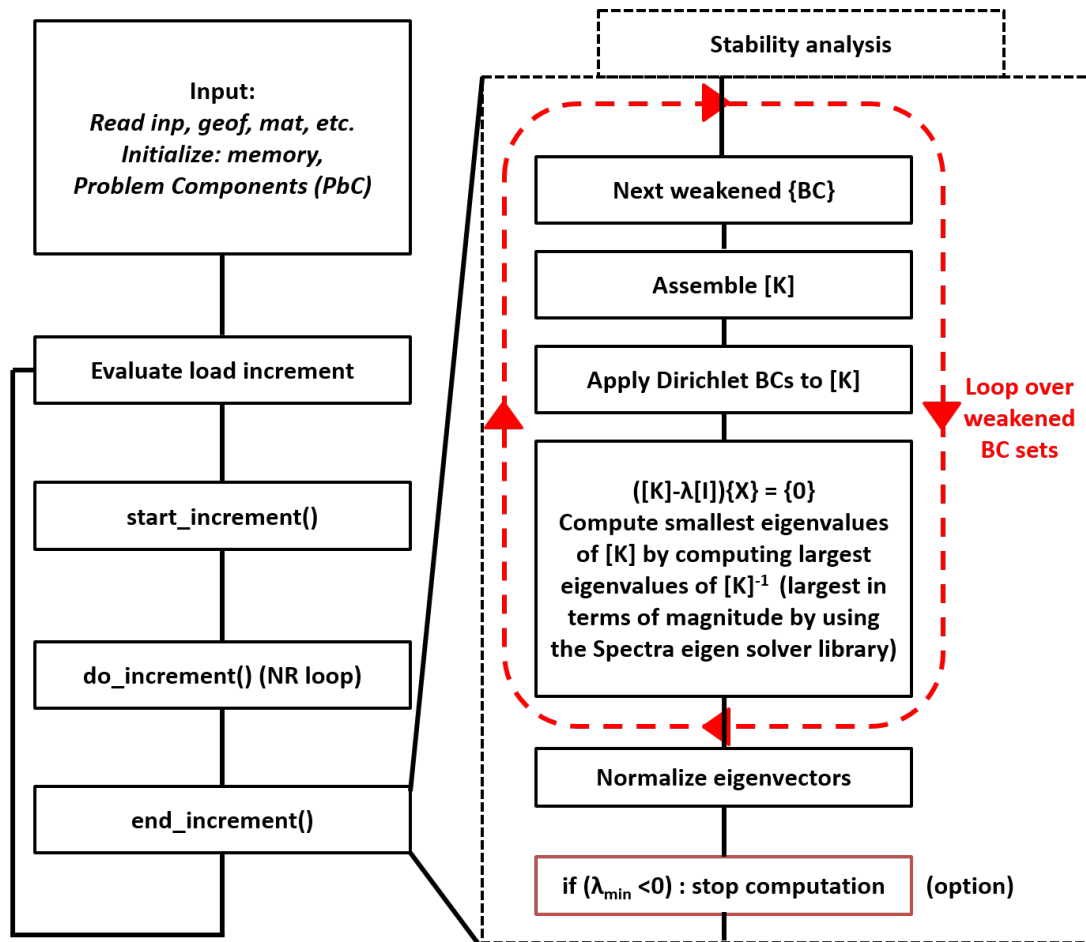 Input:
Read inp, geof, mat, etc.
Initialize: memory,
Problem Components (PbC)
Evaluate load increment
start_increment()
do_increment() (NR loop)
end_increment()
Stability analysis
Next weakened {BC}
Assemble [K]
Apply Dirichlet BCs to [K]
([K]-λ[I]){X} = {0}
Compute smallest eigenvalues
of [K] by computing largest
eigenvalues of [K]⁻¹ (largest in
terms of magnitude by using
the Spectra eigen solver library)
Loop over
weakened
BC sets
Normalize eigenvectors
if (λmin <0) : stop computation (option)